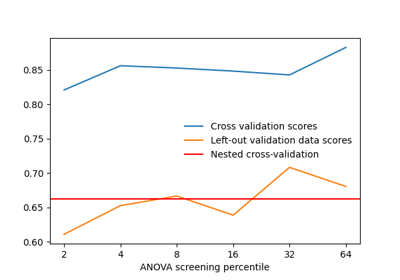 0.85
0.80
0.75
0.70
0.65
0.60
Cross validation scores
Left-out validation data scores
Nested cross-validation
2 4 8 16 32 64
ANOVA screening percentile